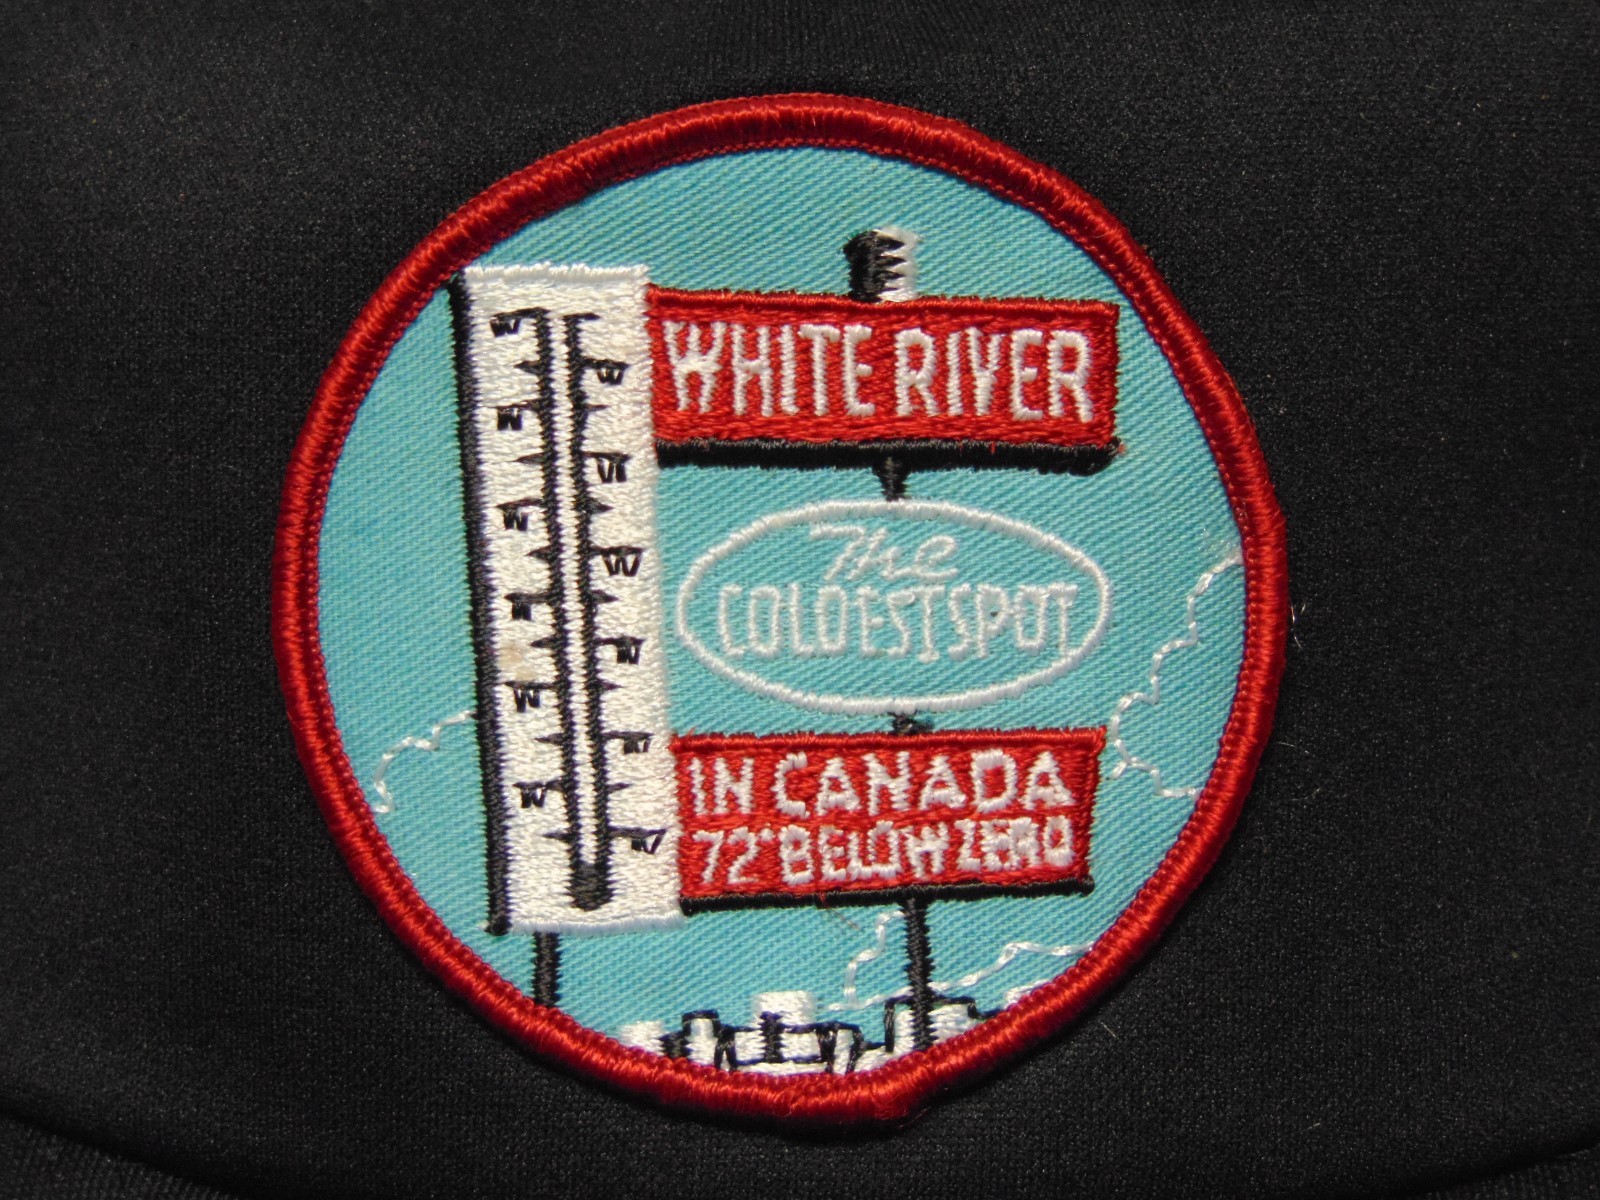 WHITE RIVER
The
COLDEST SPOT
IN CANADA
72° BELOW ZERO